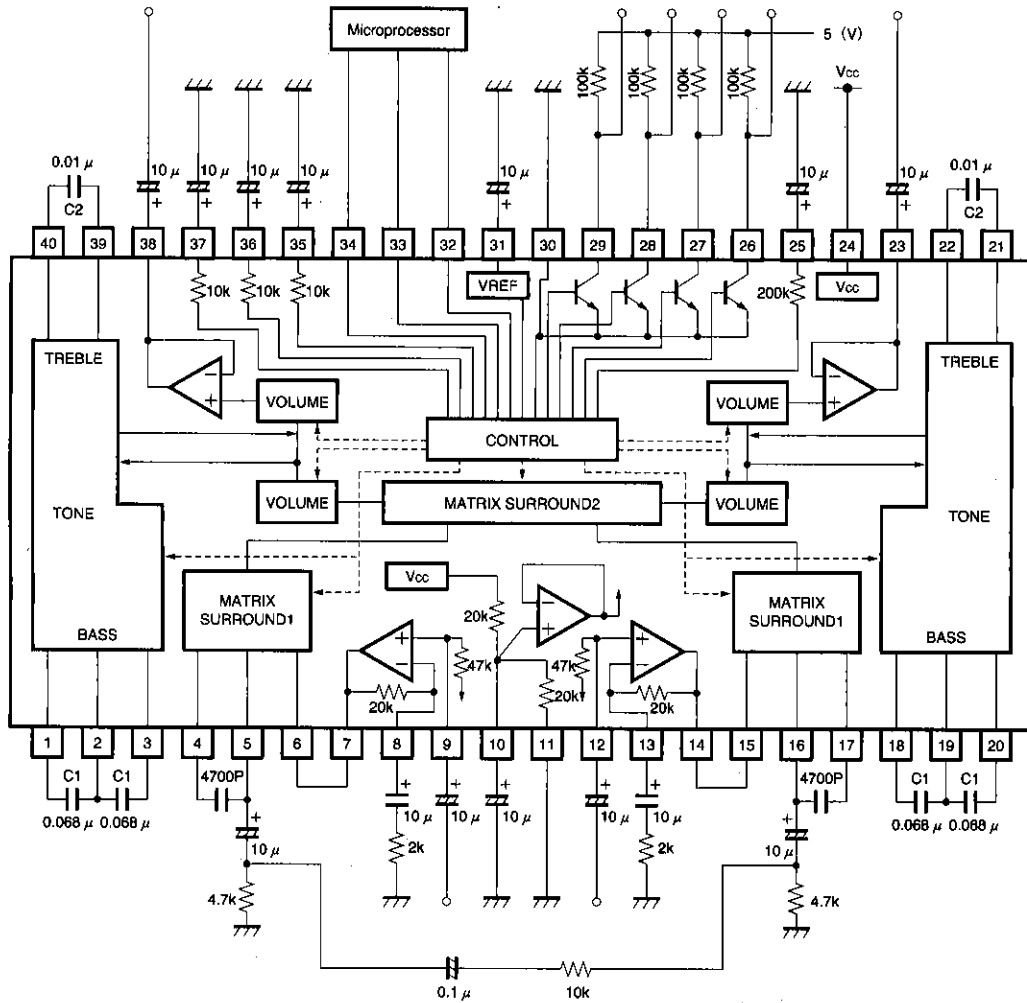 Microprocessor
5 (V)
100k 100k 100k 100k
Vcc
0.01 μ
C2
10 μ
+
10 μ
+
10 μ
+
10 μ
+
10 μ
+
10 μ
+
10 μ
+
0.01 μ
C2
40 39 38 37 36 35 34 33 32 31 30 29 28 27 26 25 24 23 22 21
10k 10k 10k
VREF
200k
Vcc
TREBLE
−
+
VOLUME
CONTROL
VOLUME
−
+
TREBLE
VOLUME
MATRIX SURROUND2
VOLUME
TONE
TONE
MATRIX
SURROUND1
Vcc
20k
−
+
MATRIX
SURROUND1
BASS
+
−
47k
20k
20k
47k
+
−
20k
BASS
1 2 3 4 5 6 7 8 9 10 11 12 13 14 15 16 17 18 19 20
C1 C1
0.068 μ 0.068 μ
4700P
+
10 μ
4.7k
+
10 μ
2k
+
10 μ
+
10 μ
+
10 μ
+
10 μ
2k
4700P
+
10 μ
4.7k
C1 C1
0.068 μ 0.068 μ
0.1 μ
10k